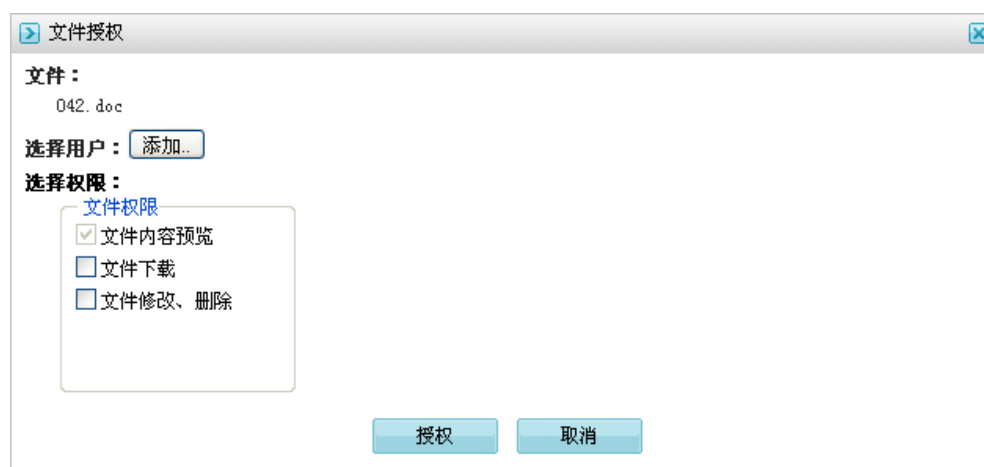 文件授权
文件：
042.doc
选择用户： 添加..
选择权限：
文件权限
文件内容预览
文件下载
文件修改、删除
授权 取消